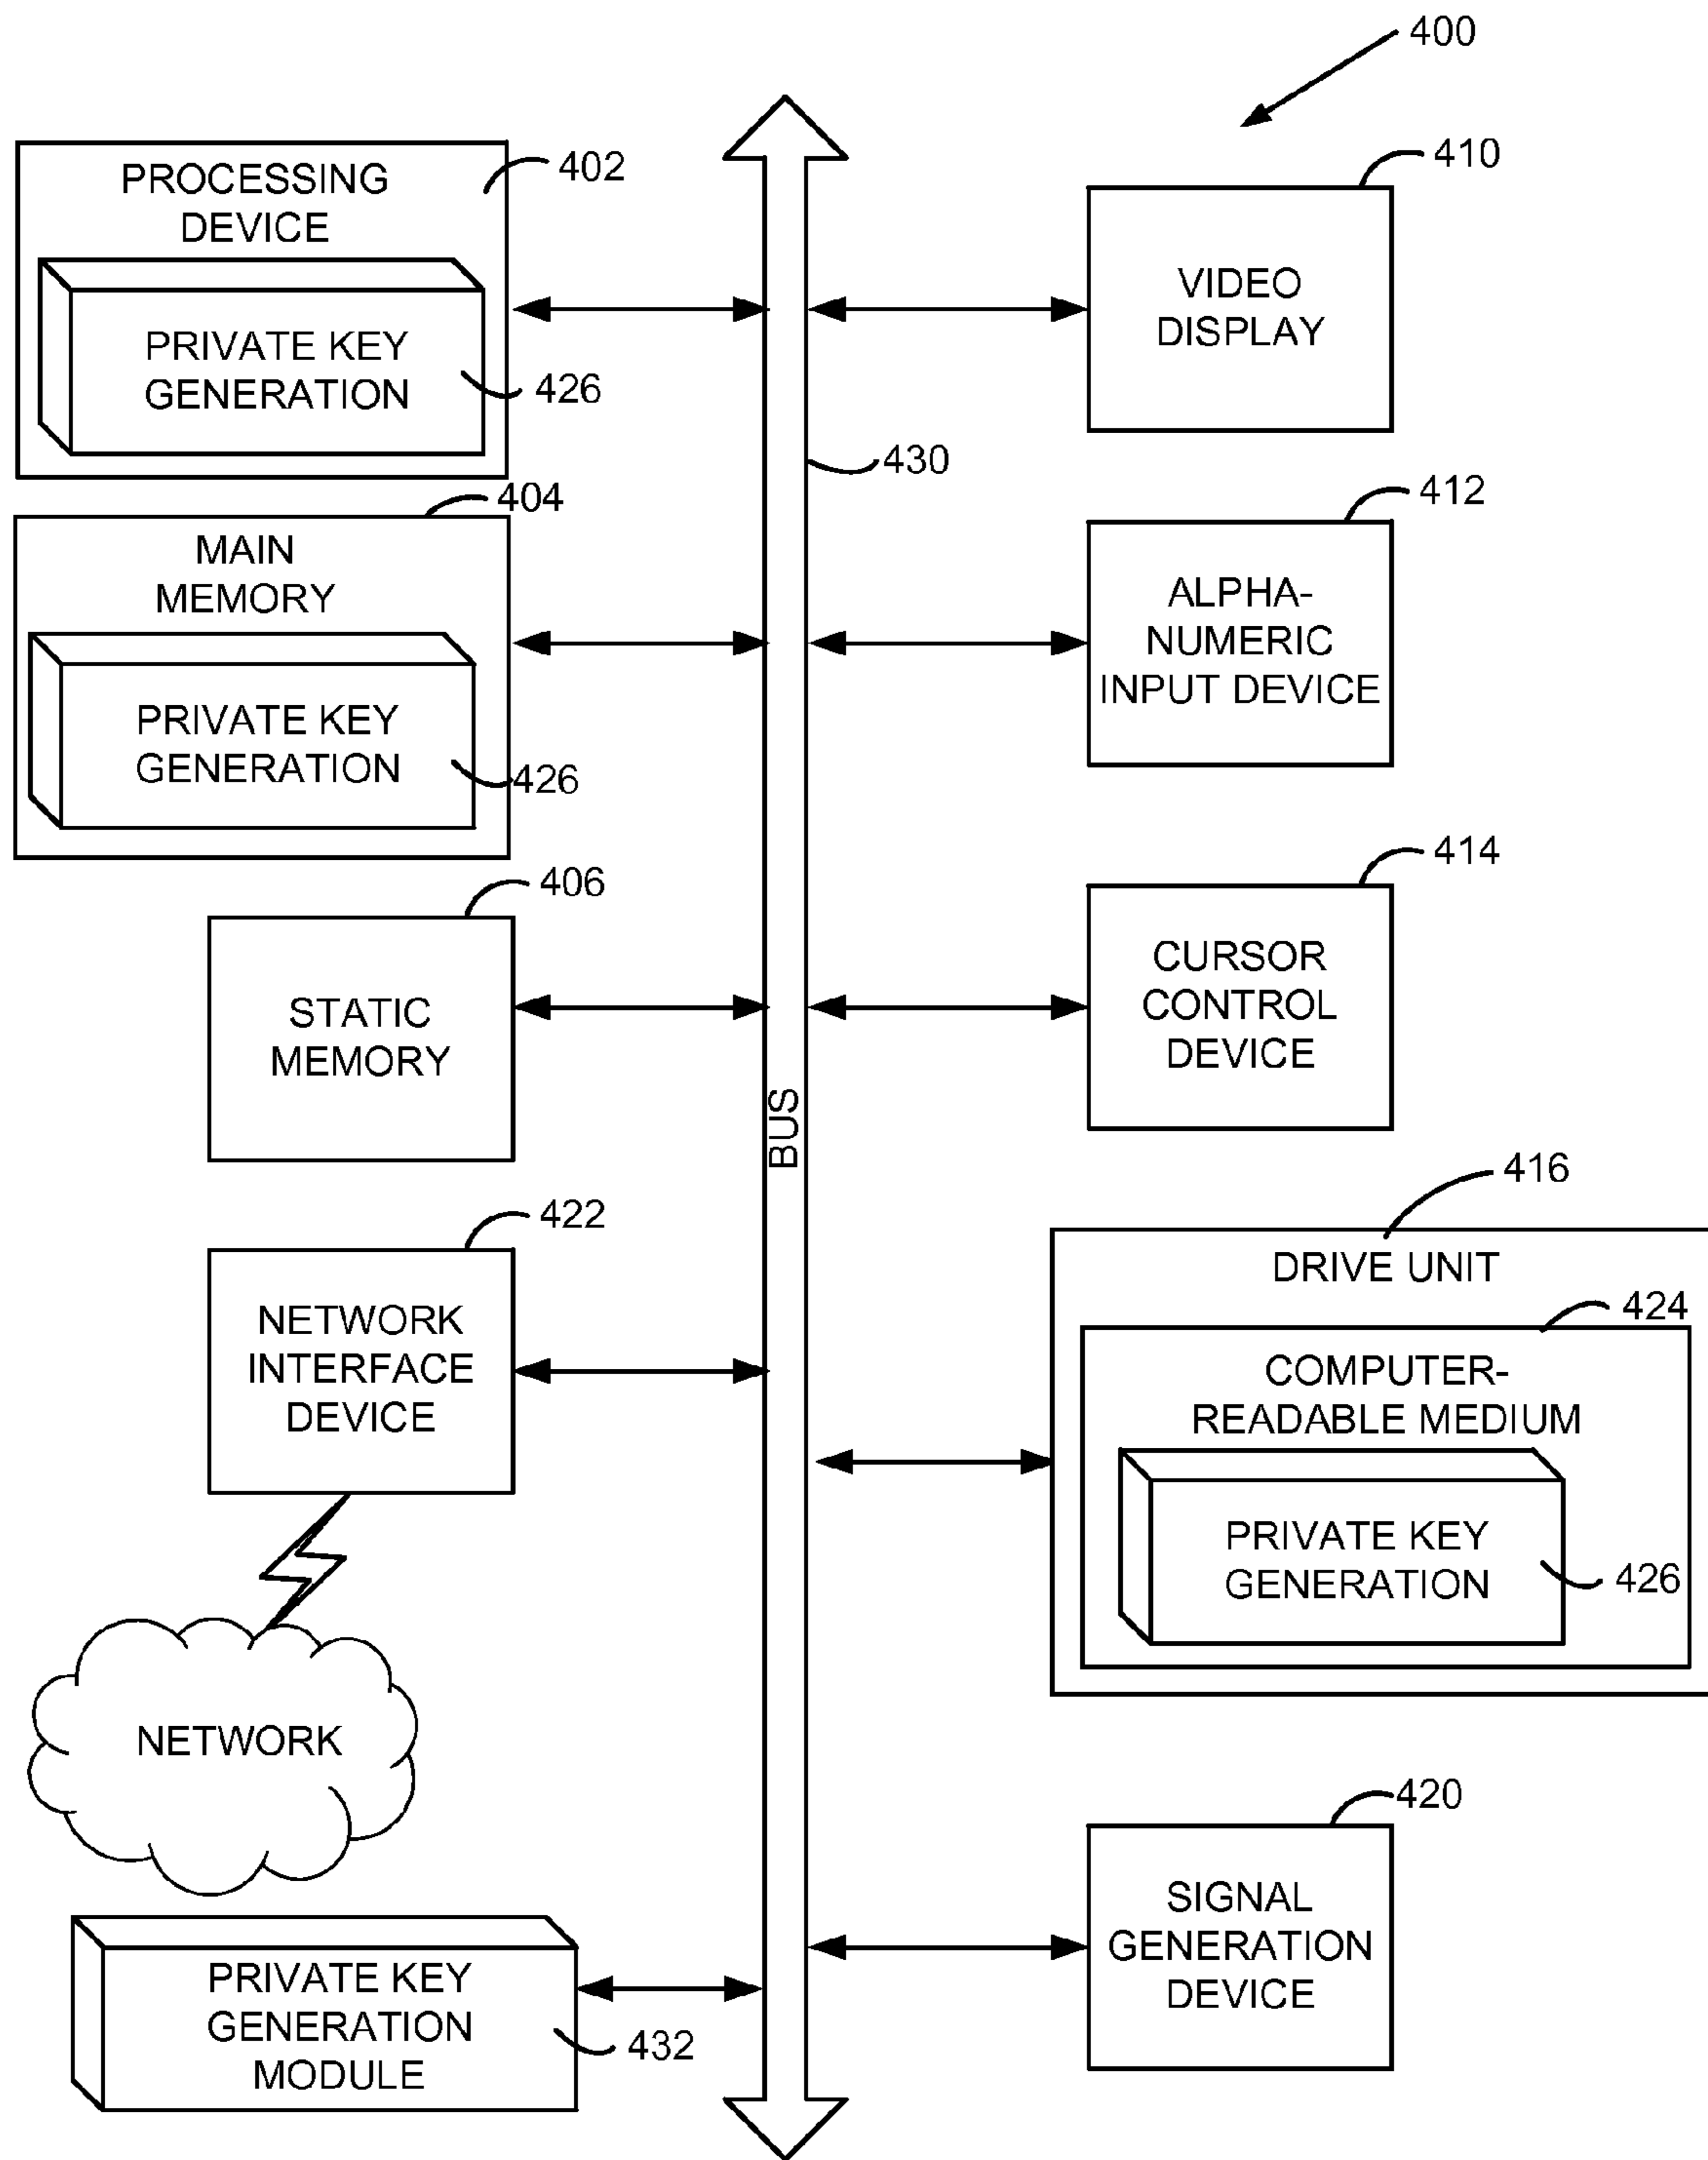 400
PROCESSING
DEVICE
402
PRIVATE KEY
GENERATION
426
410
VIDEO
DISPLAY
430
404
MAIN
MEMORY
PRIVATE KEY
GENERATION
426
412
ALPHA-
NUMERIC
INPUT DEVICE
406
STATIC
MEMORY
414
CURSOR
CONTROL
DEVICE
BUS
422
NETWORK
INTERFACE
DEVICE
416
DRIVE UNIT
424
COMPUTER-
READABLE MEDIUM
PRIVATE KEY
GENERATION
426
NETWORK
420
SIGNAL
GENERATION
DEVICE
PRIVATE KEY
GENERATION
MODULE
432